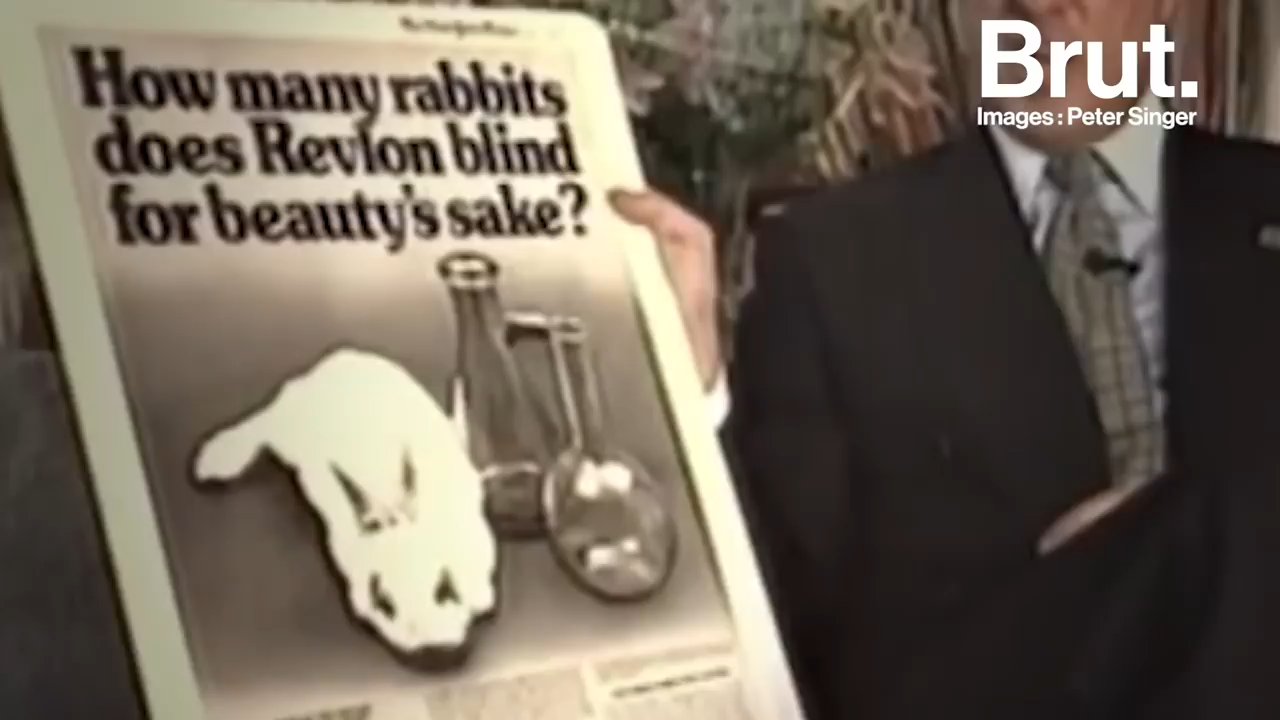 Brut.
Images : Peter Singer
How many rabbits
does Revlon blind
for beauty's sake?